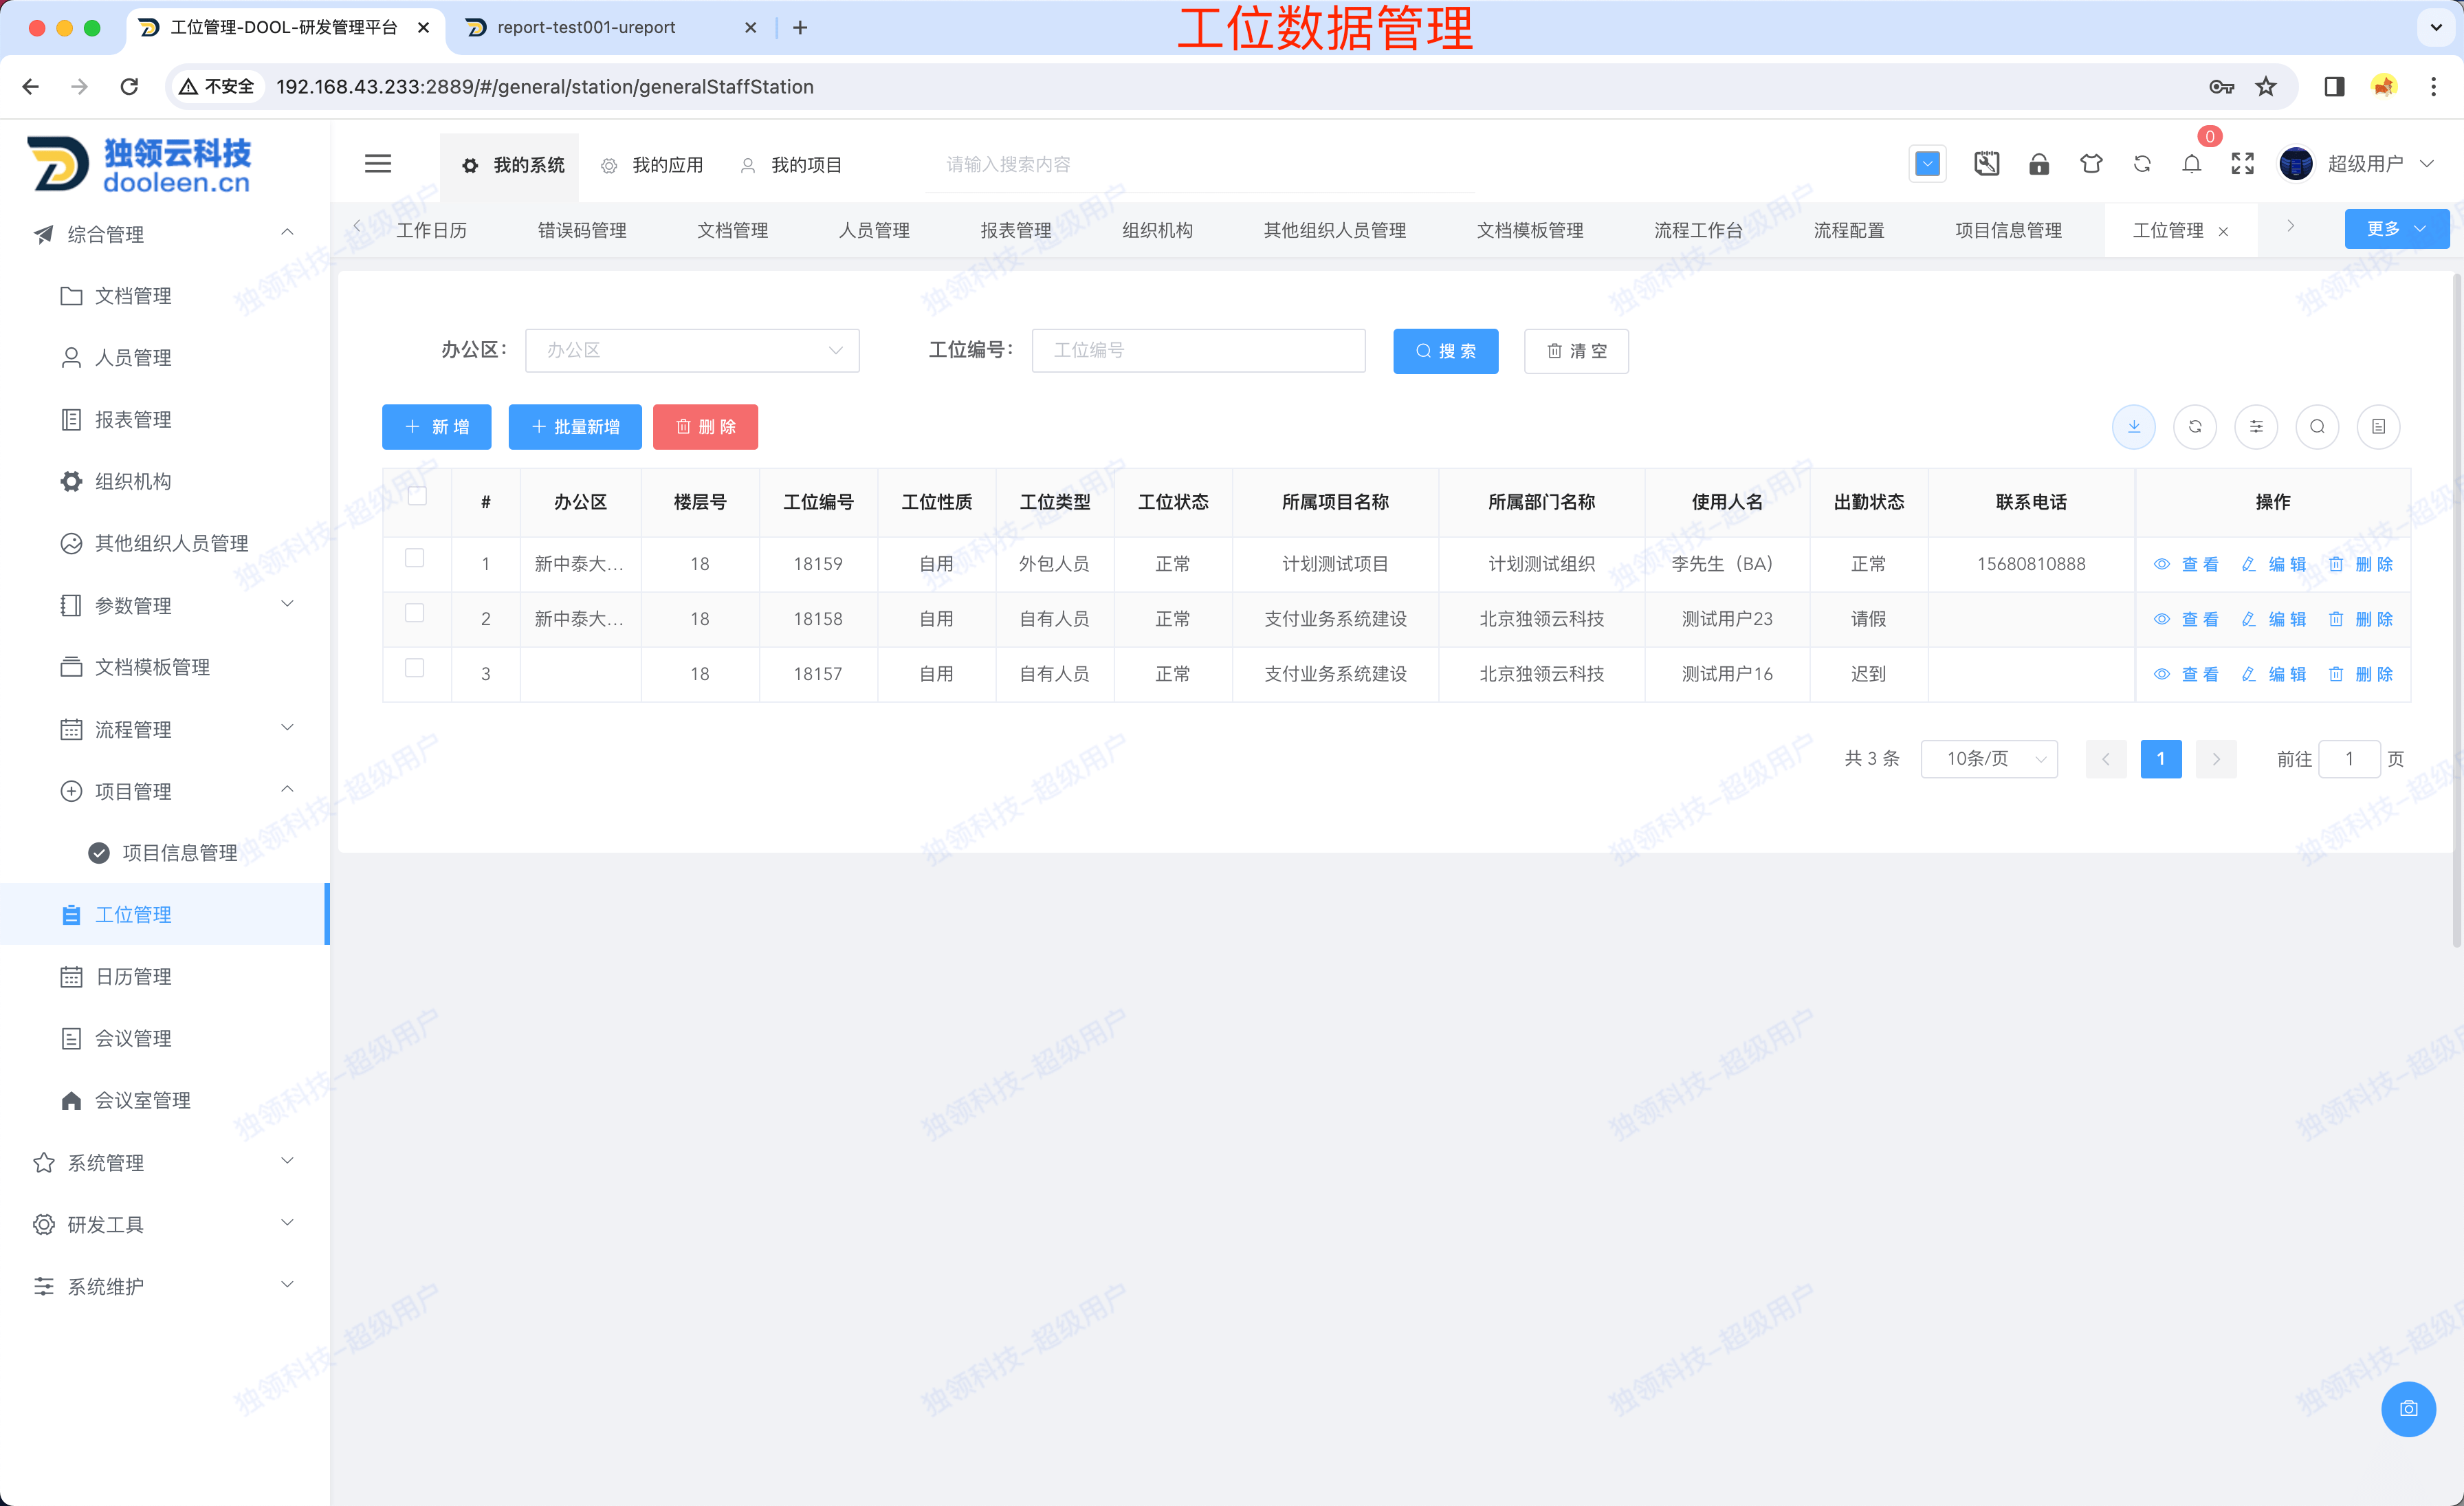 工位管理-DOOL-研发管理平台
report-test001-ureport
工位数据管理
不安全 192.168.43.233:2889/#/general/station/generalStaffStation
独领云科技
dooleen.cn
我的系统 我的应用 我的项目 请输入搜索内容 0 超级用户
工作日历 错误码管理 文档管理 人员管理 报表管理 组织机构 其他组织人员管理 文档模板管理 流程工作台 流程配置 项目信息管理 工位管理 更多
综合管理
文档管理
人员管理
报表管理
组织机构
其他组织人员管理
参数管理
文档模板管理
流程管理
项目管理
项目信息管理
工位管理
日历管理
会议管理
会议室管理
系统管理
研发工具
系统维护
办公区： 办公区 工位编号： 工位编号 搜 索 清 空
新 增 批量新增 删 除
# 办公区 楼层号 工位编号 工位性质 工位类型 工位状态 所属项目名称 所属部门名称 使用人名 出勤状态 联系电话 操作
1 新中泰大... 18 18159 自用 外包人员 正常 计划测试项目 计划测试组织 李先生（BA） 正常 15680810888 查 看 编 辑 删 除
2 新中泰大... 18 18158 自用 自有人员 正常 支付业务系统建设 北京独领云科技 测试用户23 请假 查 看 编 辑 删 除
3 18 18157 自用 自有人员 正常 支付业务系统建设 北京独领云科技 测试用户16 迟到 查 看 编 辑 删 除
共 3 条 10条/页 1 前往 1 页
独领科技-超级用户